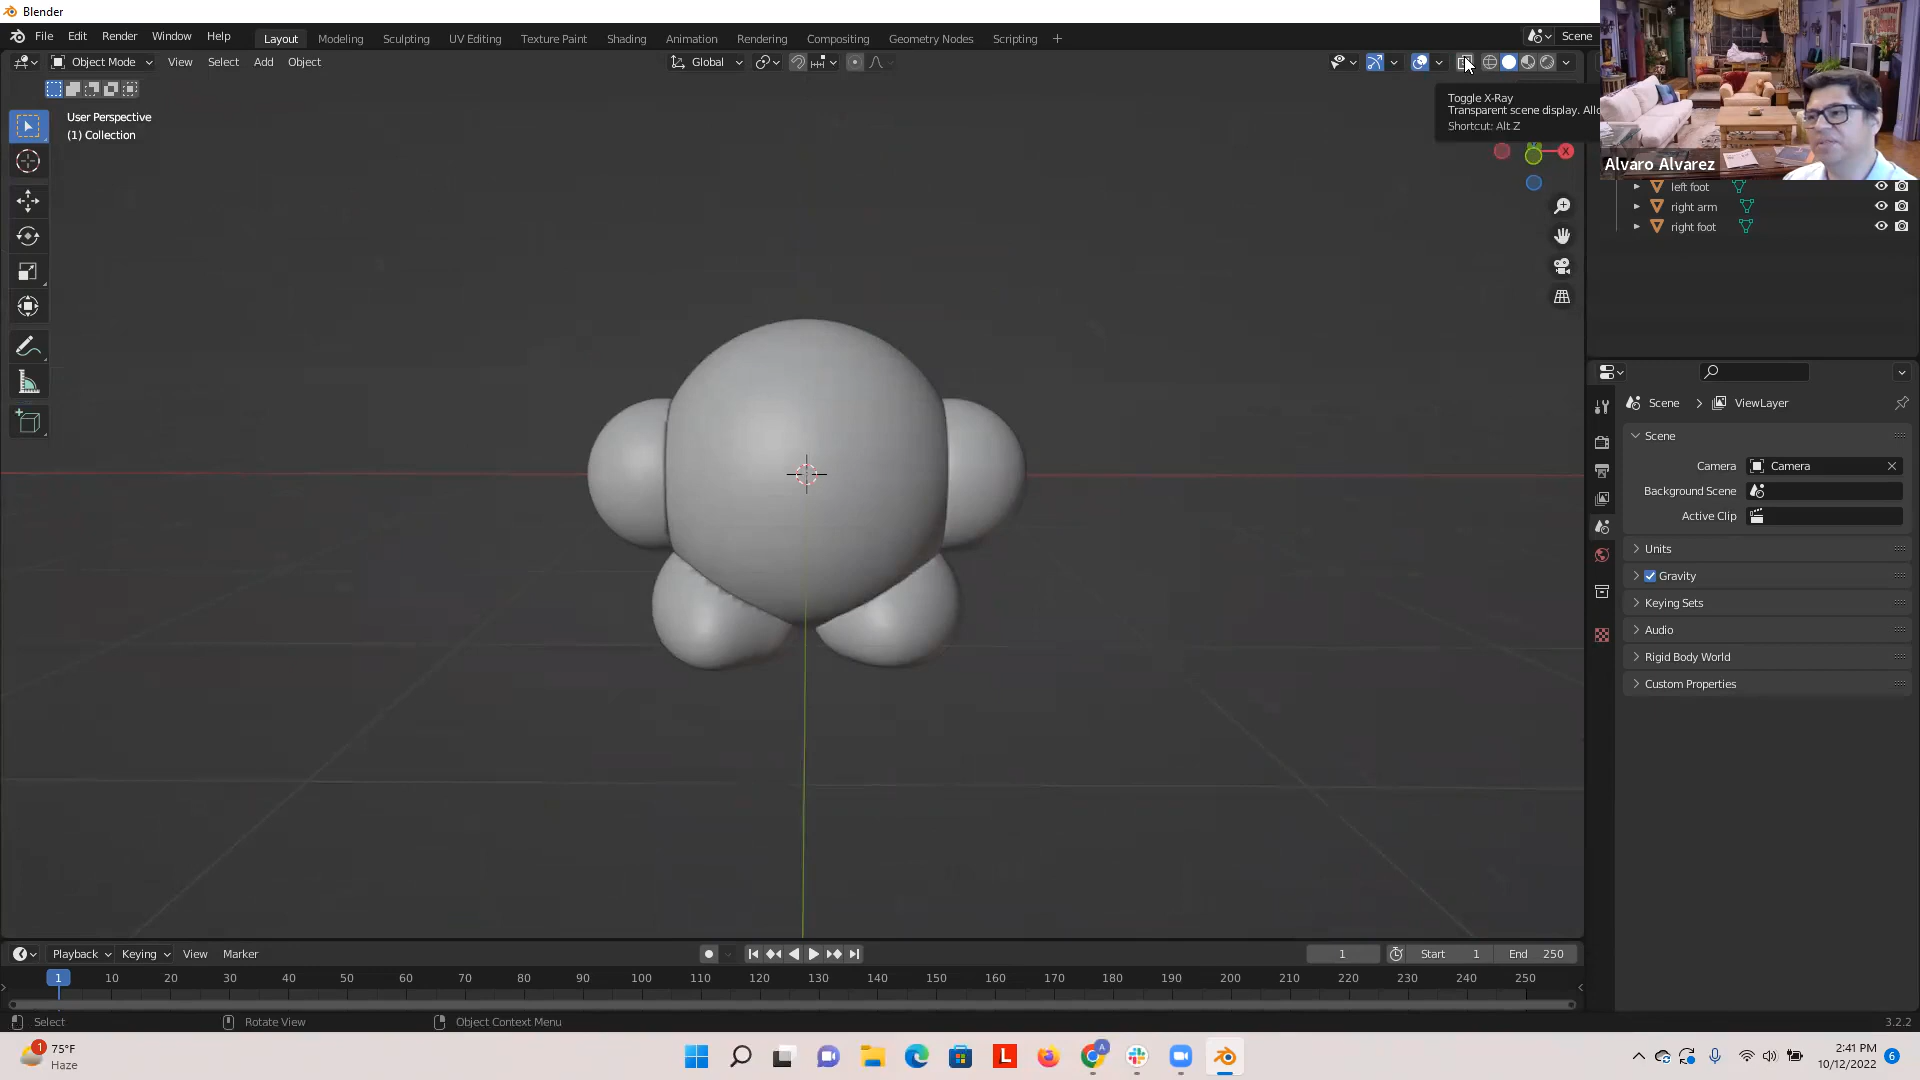 Blender
File Edit Render Window Help
Layout Modeling Sculpting UV Editing Texture Paint Shading Animation Rendering Compositing Geometry Nodes Scripting
Scene
Object Mode View Select Add Object
Global
User Perspective
(1) Collection
Toggle X-Ray
Transparent scene display. Allo
Shortcut: Alt Z
X
Alvaro Alvarez
left foot
right arm
right foot
Scene ViewLayer
Scene
Camera Camera
Background Scene
Active Clip
Units
Gravity
Keying Sets
Audio
Rigid Body World
Custom Properties
Playback Keying View Marker
1 Start 1 End 250
1 10 20 30 40 50 60 70 80 90 100 110 120 130 140 150 160 170 180 190 200 210 220 230 240 250
Select Rotate View Object Context Menu
3.2.2
1 75°F
Haze
L
A
2:41 PM
10/12/2022
6